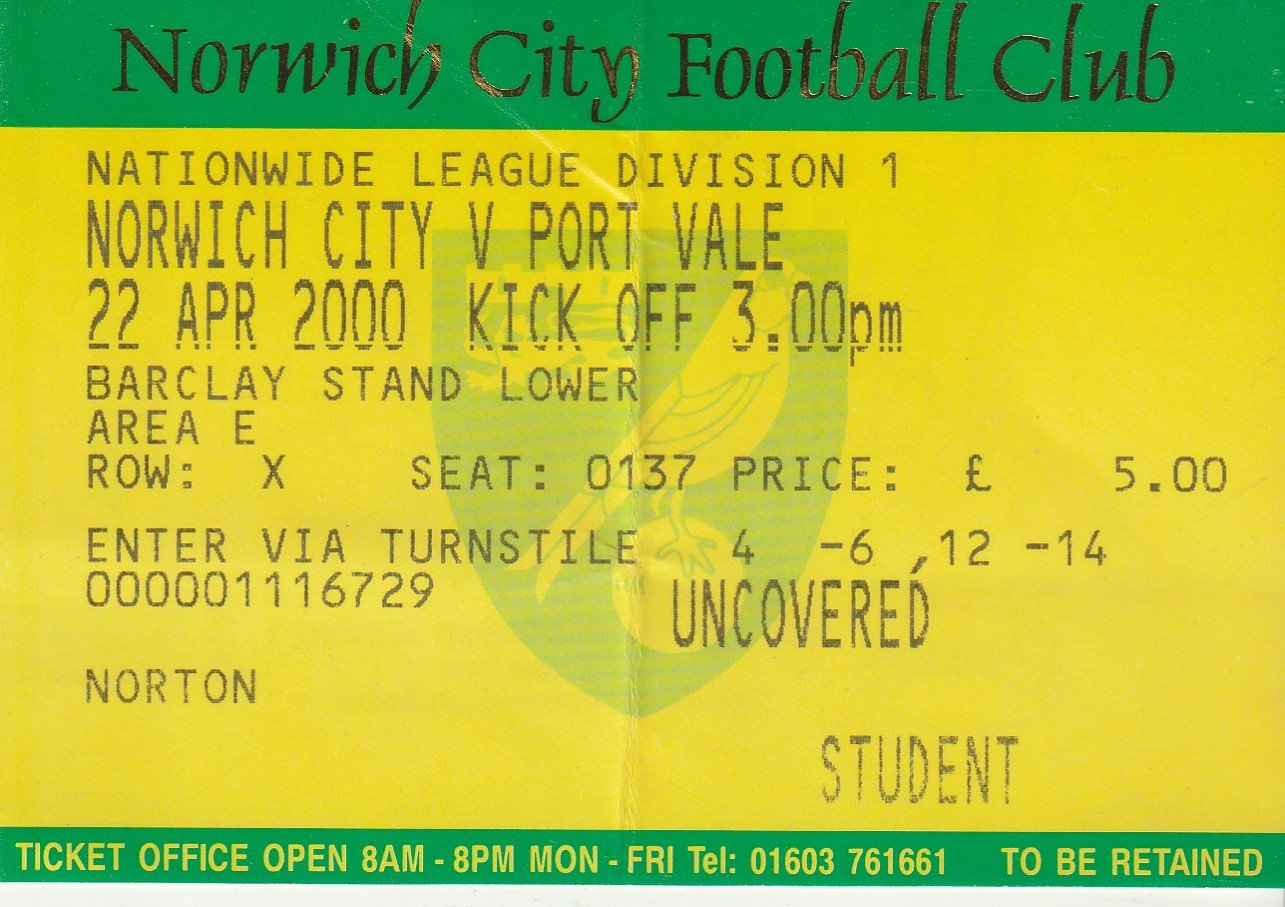 Norwich City Football Club
NATIONWIDE LEAGUE DIVISION 1
NORWICH CITY V PORT VALE
22 APR 2000 KICK OFF 3.00pm
BARCLAY STAND LOWER
AREA E
ROW: X SEAT: 0137 PRICE: £ 5.00
ENTER VIA TURNSTILE 4 -6 ,12 -14
000001116729
UNCOVERED
NORTON
STUDENT
TICKET OFFICE OPEN 8AM - 8PM MON - FRI Tel: 01603 761661 TO BE RETAINED